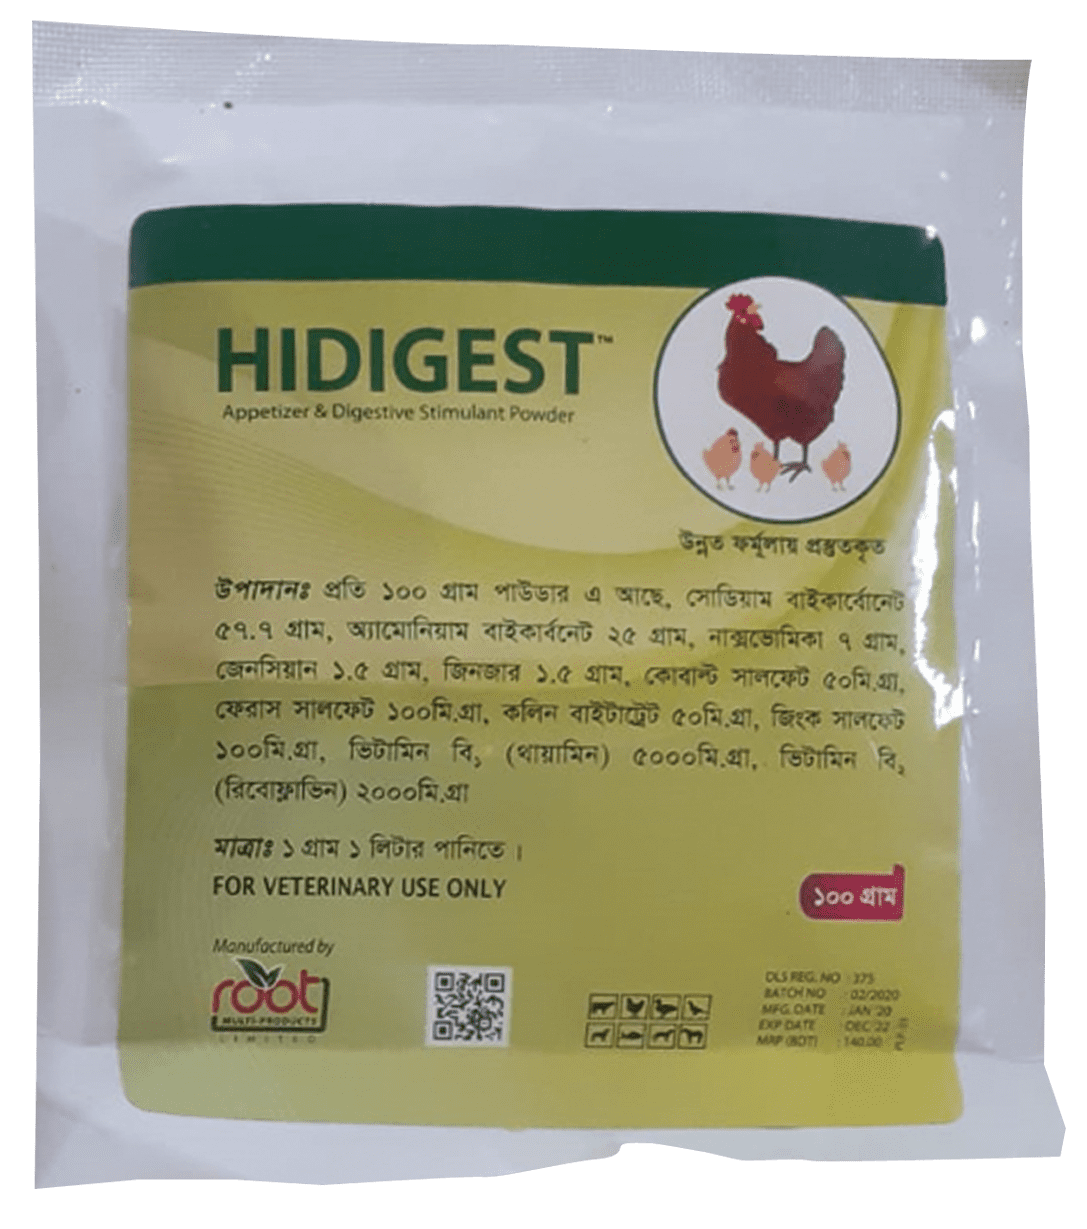 HIDIGEST™
Appetizer & Digestive Stimulant Powder
উন্নত ফর্মূলায় প্রস্তুতকৃত
উপাদানঃ প্রতি ১০০ গ্রাম পাউডার এ আছে, সোডিয়াম বাইকার্বোনেট
৫৭.৭ গ্রাম, অ্যামোনিয়াম বাইকার্বনেট ২৫ গ্রাম, নাক্সভোমিকা ৭ গ্রাম,
জেনসিয়ান ১.৫ গ্রাম, জিনজার ১.৫ গ্রাম, কোবাল্ট সালফেট ৫০মি.গ্রা,
ফেরাস সালফেট ১০০মি.গ্রা, কলিন বাইটাট্রেট ৫০মি.গ্রা, জিংক সালফেট
১০০মি.গ্রা, ভিটামিন বি১ (থায়ামিন) ৫০০০মি.গ্রা, ভিটামিন বি২
(রিবোফ্লাভিন) ২০০০মি.গ্রা
মাত্রাঃ ১ গ্রাম ১ লিটার পানিতে ।
FOR VETERINARY USE ONLY
১০০ গ্রাম
Manufactured by
root
MULTI-PRODUCTS
LIMITED
DLS REG. NO : 375
BATCH NO : 02/2020
MFG. DATE : JAN '20
EXP DATE : DEC '22
MRP (BDT) : 140.00